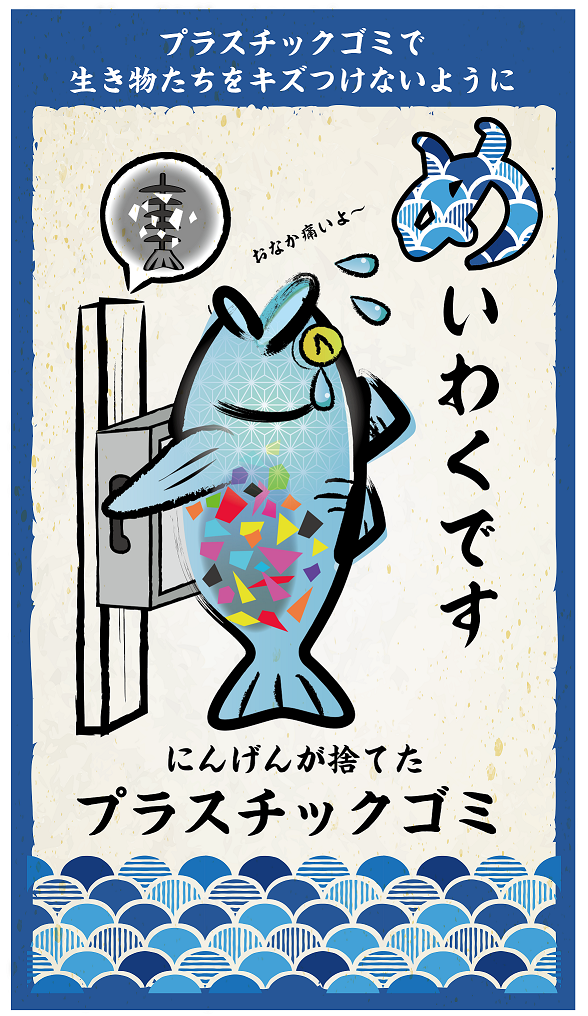 プラスチックゴミで
生き物たちをキズつけないように
めいわくです
おなか痛いよ～
にんげんが捨てた
プラスチックゴミ